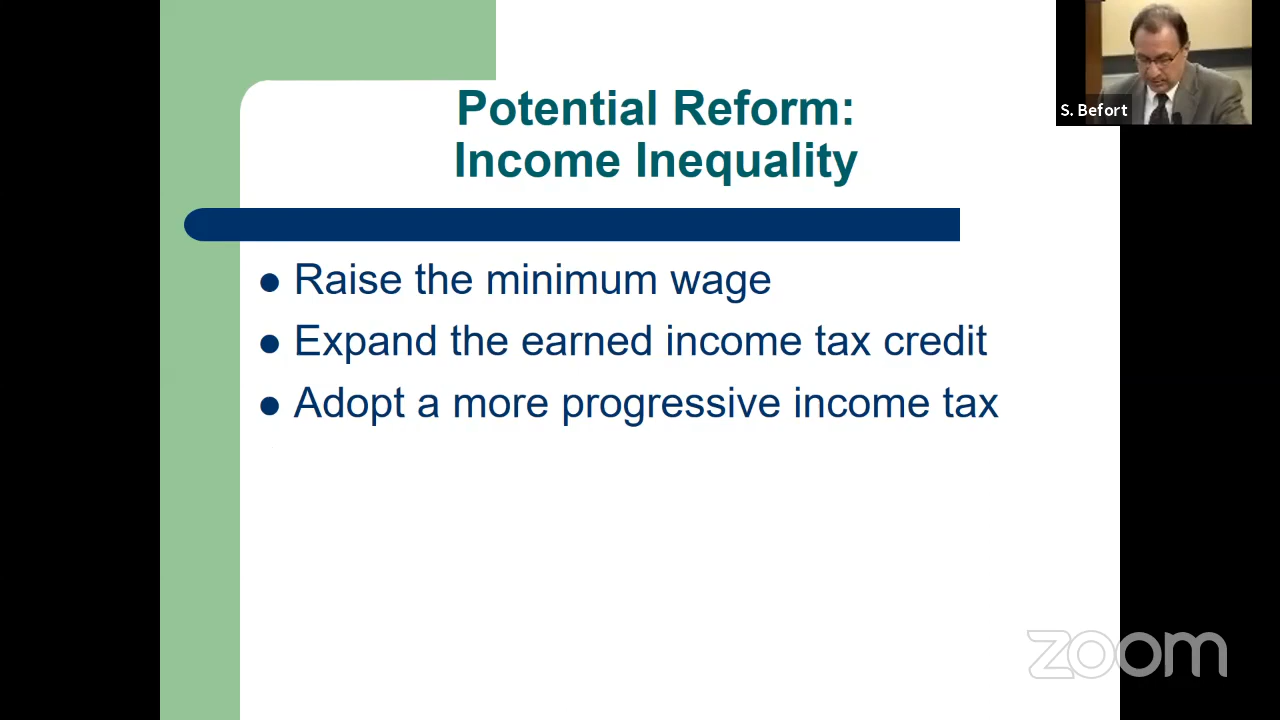 Potential Reform:
Income Inequality
S. Befort
● Raise the minimum wage
● Expand the earned income tax credit
● Adopt a more progressive income tax
zoom